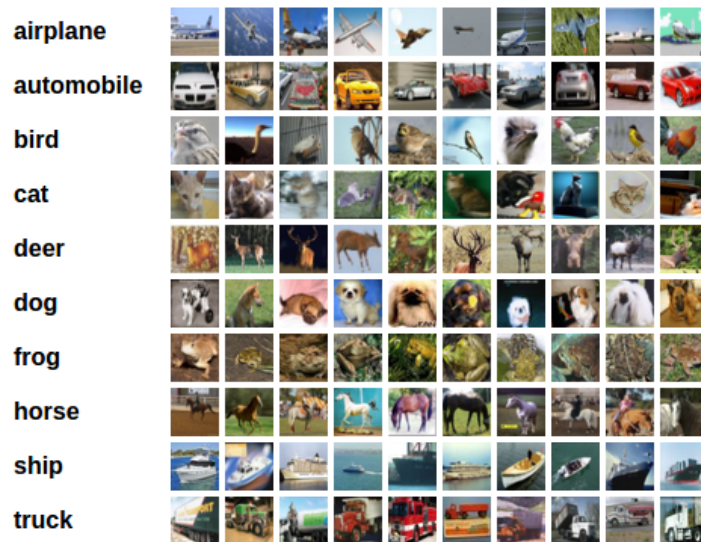 airplane
automobile
bird
cat
deer
dog
frog
horse
ship
truck